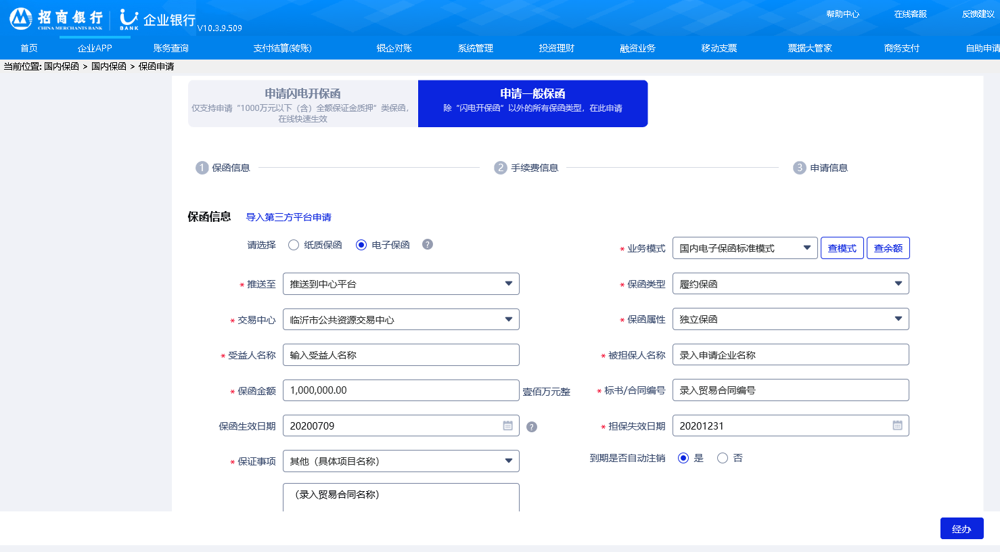 招商银行 CHINA MERCHANTS BANK U BANK 企业银行 V10.3.9.509 帮助中心 在线客服 反馈建议
首页 企业APP 账务查询 支付结算(转账) 银企对账 系统管理 投资理财 融资业务 移动支票 票据大管家 商务支付 自助申请
当前位置: 国内保函 > 国内保函 > 保函申请
申请闪电开保函
仅支持申请“1000万元以下（含）全额保证金质押”类保函，
在线快速生效
申请一般保函
除“闪电开保函”以外的所有保函类型，在此申请
1 保函信息 2 手续费信息 3 申请信息
保函信息 导入第三方平台申请
请选择 纸质保函 电子保函 ?
* 业务模式 国内电子保函标准模式 查模式 查余额
* 推送至 推送到中心平台
* 保函类型 履约保函
* 交易中心 临沂市公共资源交易中心
* 保函属性 独立保函
* 受益人名称 输入受益人名称
* 被担保人名称 录入申请企业名称
* 保函金额 1,000,000.00 壹佰万元整
* 标书/合同编号 录入贸易合同编号
保函生效日期 20200709 ?
* 担保失效日期 20201231
* 保证事项 其他（具体项目名称）
到期是否自动注销 是 否
（录入贸易合同名称）
经办